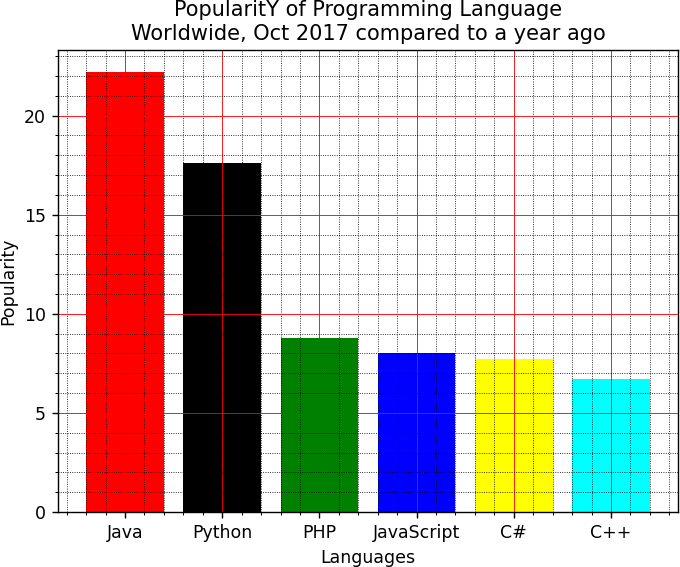 PopularitY of Programming Language
Worldwide, Oct 2017 compared to a year ago
Popularity
20
15
10
5
0
Java Python PHP JavaScript C# C++
Languages